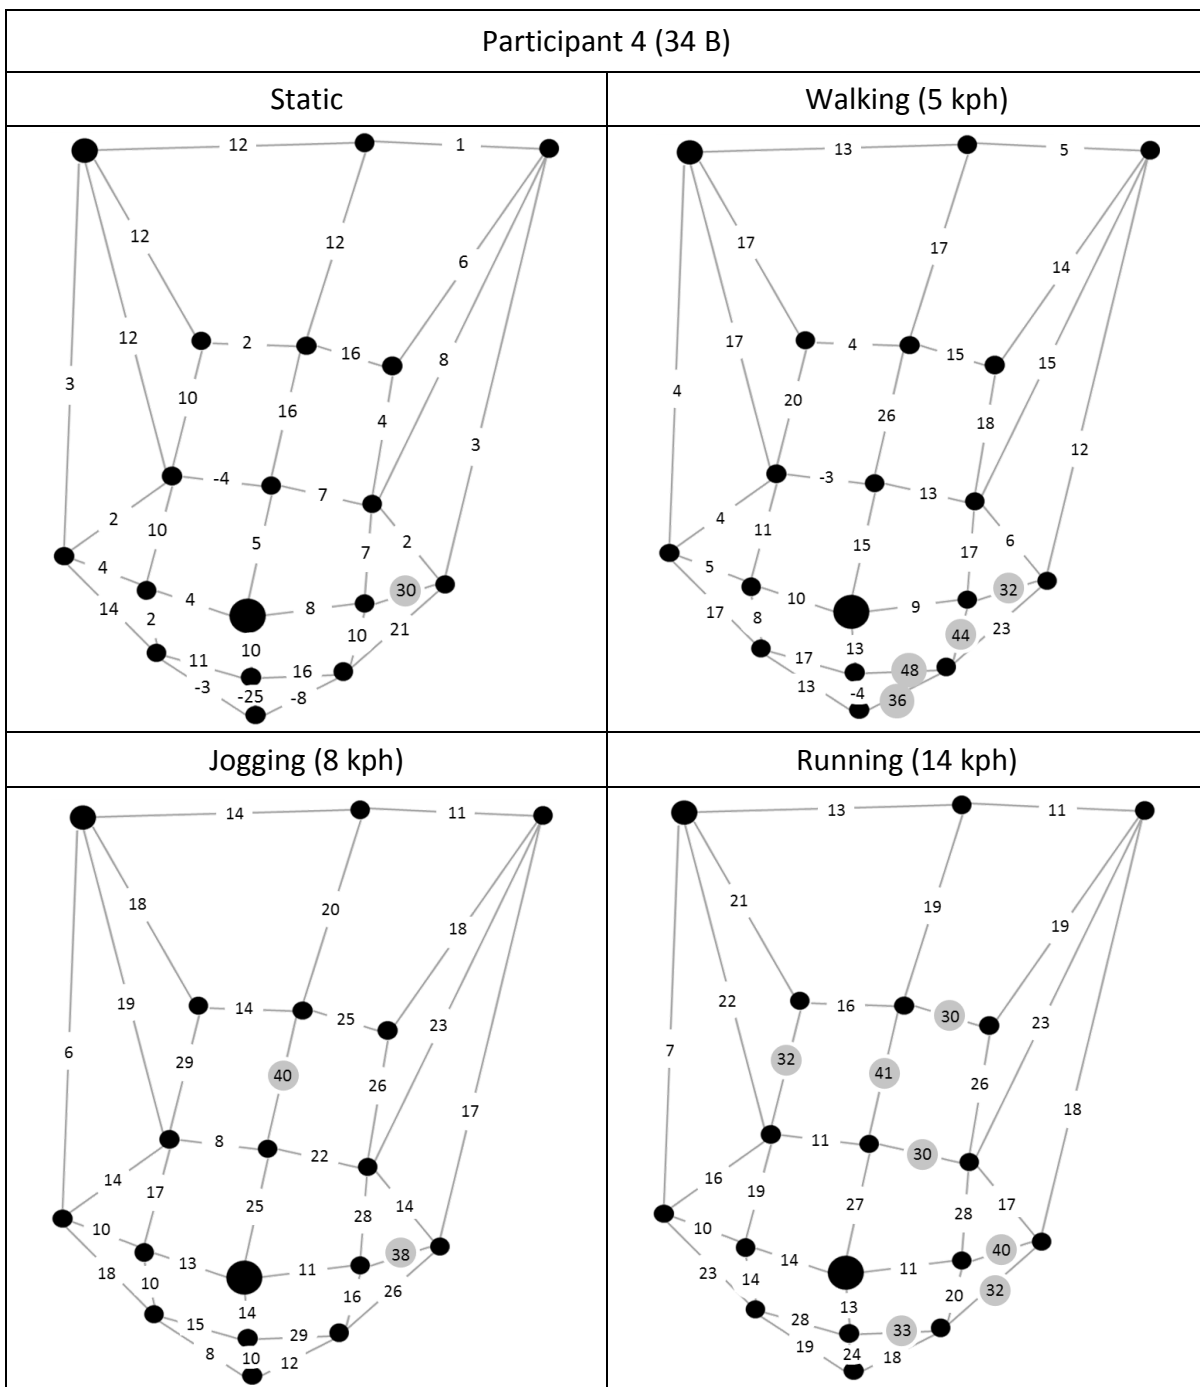 Participant 4 (34 B)
Static
Walking (5 kph)
12 1
12 12 6
12 2 16 8
3 10 16 4 3
-4 7
2 10 5 7 2
4 4 8 30
14 2 10 10 21
11 16
-3 -25 -8
13 5
17 17 14
17 4 15 15
4 20 26 18 12
-3 13
4 11 15 17 6
5 10 9 32
17 8 13 44 23
17 48
13 -4 36
Jogging (8 kph)
Running (14 kph)
14 11
18 20 18
19 14 25 23
6 29 40 26 17
8 22
14 17 25 28 14
10 13 11 38
18 10 14 16 26
15 29
8 10 12
13 11
21 19 19
22 16 30 23
7 32 41 26 18
11 30
16 19 27 28 17
10 14 11 40
23 14 13 20 32
28 33
19 24 18